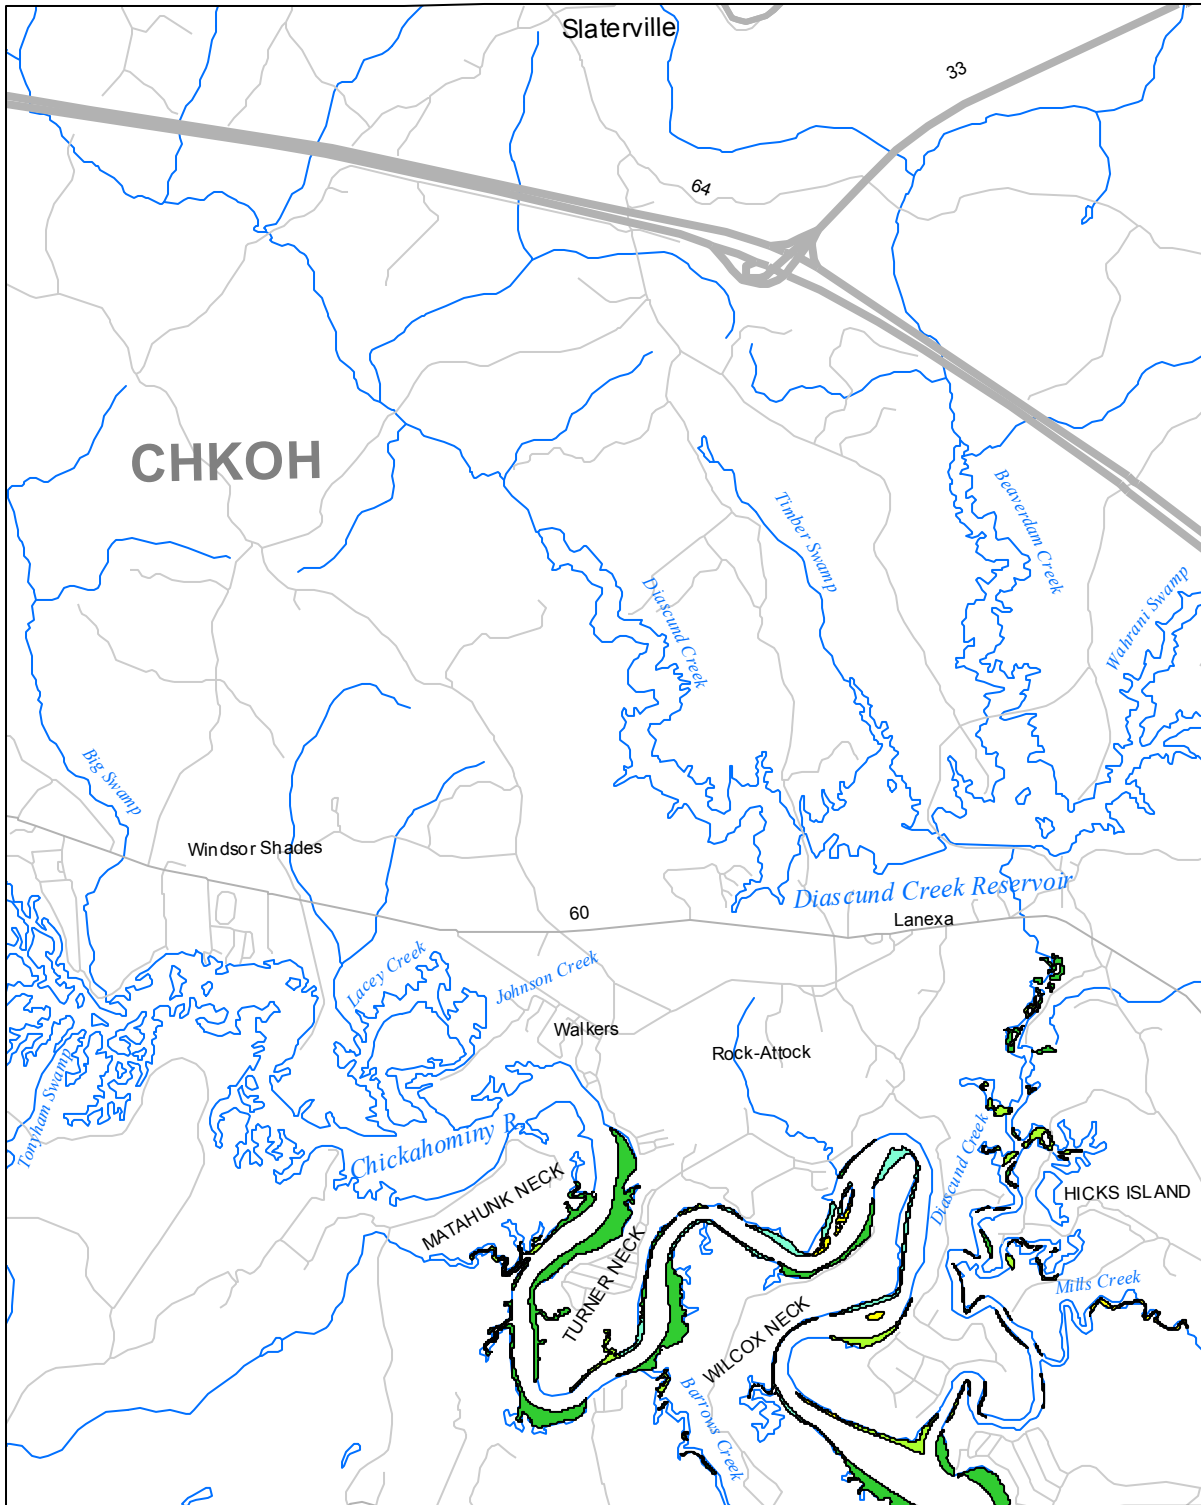 Slaterville
33
64
CHKOH
Timber Swamp
Beaverdam Creek
Diascund Creek
Wahrani Swamp
Big Swamp
Windsor Shades
Diascund Creek Reservoir
60
Lanexa
Lacey Creek
Johnson Creek
Walkers
Rock-Attock
Tonyham Swamp
Chickahominy R.
Diascund Creek
MATAHUNK NECK
HICKS ISLAND
TURNER NECK
Mills Creek
WILCOX NECK
Barrows Creek